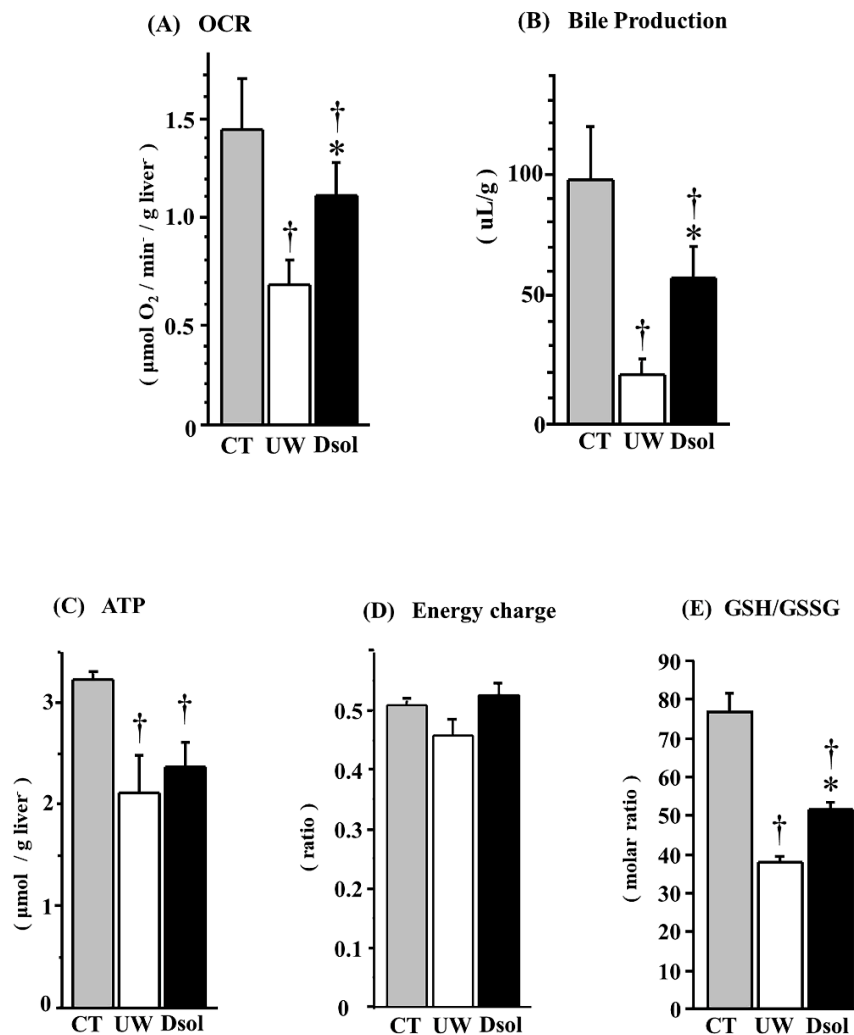 (A) OCR
( μmol O₂ / min⁻ / g liver⁻ )
1.5
1.0
0.5
0
†
†
*
CT UW Dsol
(B) Bile Production
( uL/g )
100
50
0
†
†
*
CT UW Dsol
(C) ATP
( μmol / g liver⁻ )
3
2
1
0
†
†
CT UW Dsol
(D) Energy charge
( ratio )
0.5
0.4
0.3
0.2
0.1
0
CT UW Dsol
(E) GSH/GSSG
( molar ratio )
90
80
70
60
50
40
30
20
10
0
†
†
*
CT UW Dsol